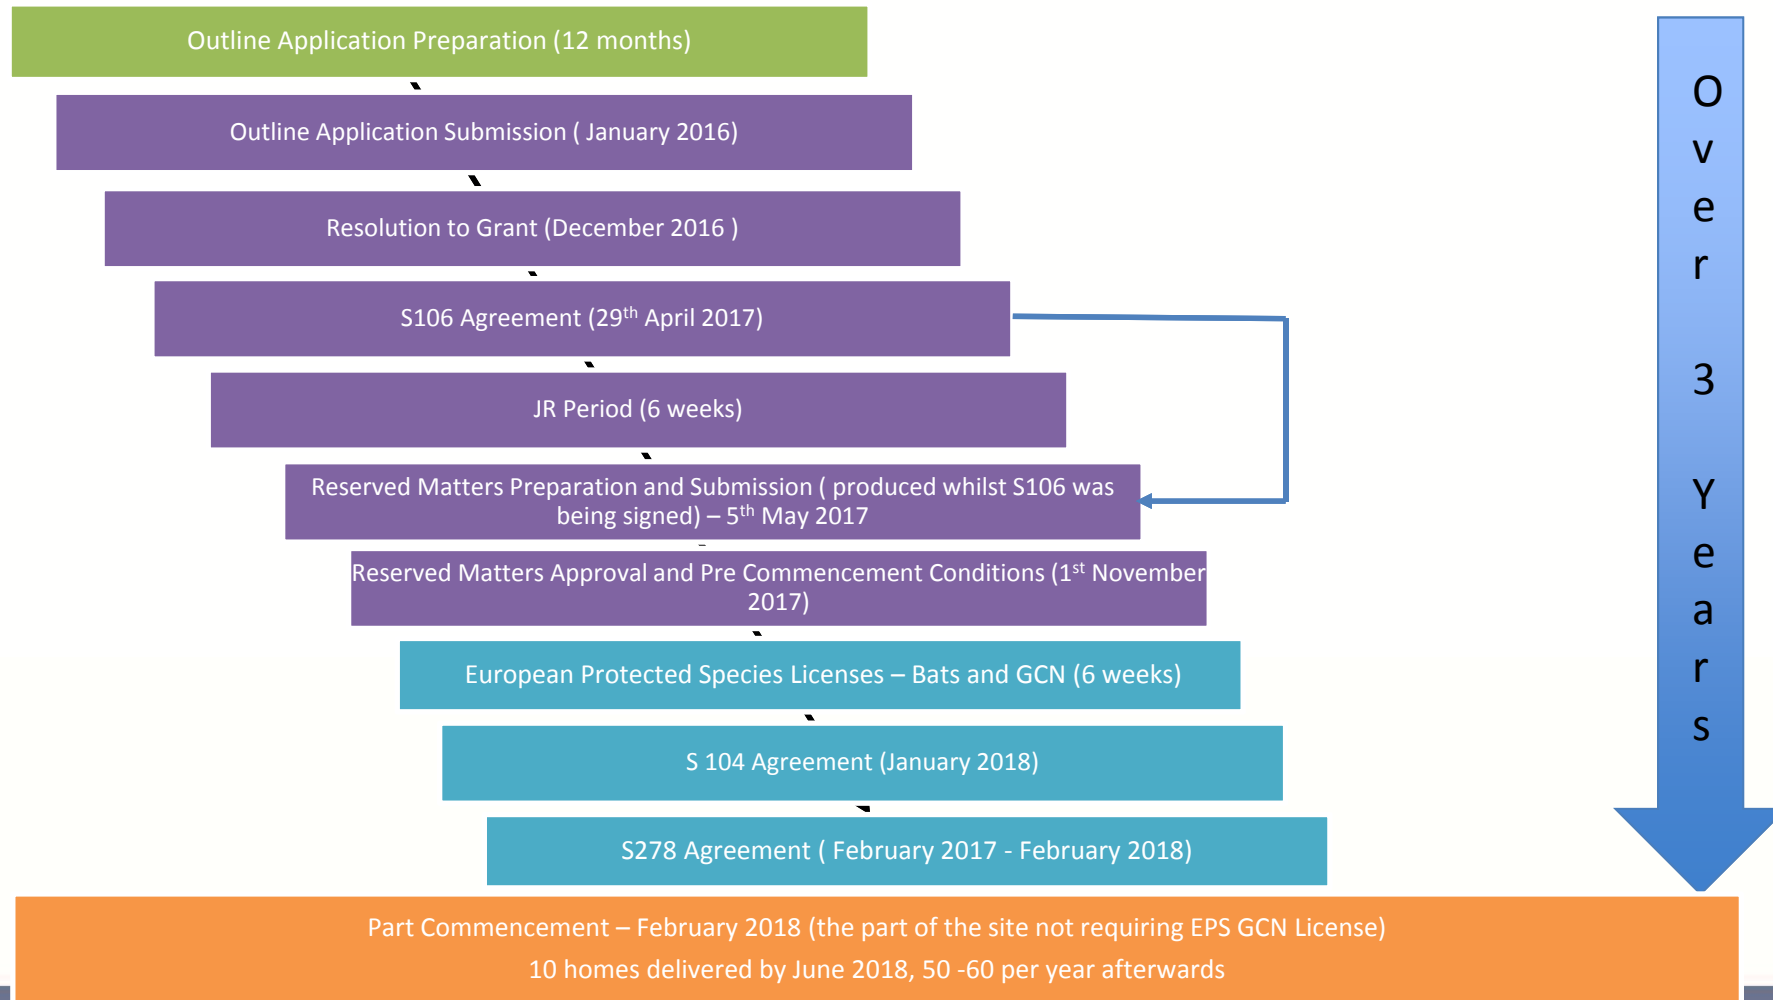 Outline Application Preparation (12 months)
Outline Application Submission ( January 2016)
Resolution to Grant (December 2016 )
S106 Agreement (29th April 2017)
JR Period (6 weeks)
Reserved Matters Preparation and Submission ( produced whilst S106 was
being signed) – 5th May 2017
Reserved Matters Approval and Pre Commencement Conditions (1st November
2017)
European Protected Species Licenses – Bats and GCN (6 weeks)
S 104 Agreement (January 2018)
S278 Agreement ( February 2017 - February 2018)
Part Commencement – February 2018 (the part of the site not requiring EPS GCN License)
10 homes delivered by June 2018, 50 -60 per year afterwards
Over 3 Years